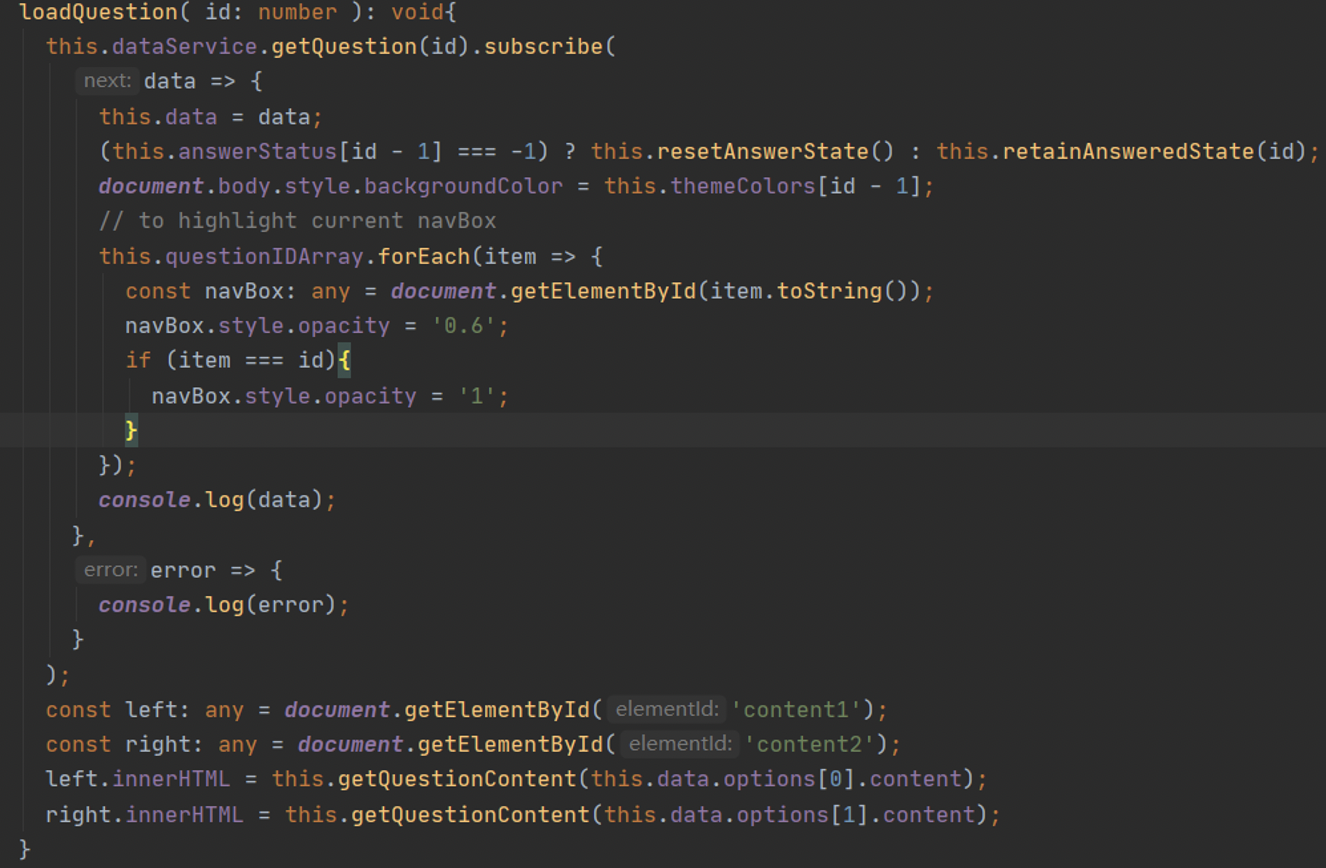 loadQuestion( id: number ): void{
this.dataService.getQuestion(id).subscribe(
next: data => {
this.data = data;
(this.answerStatus[id - 1] === -1) ? this.resetAnswerState() : this.retainAnsweredState(id);
document.body.style.backgroundColor = this.themeColors[id - 1];
// to highlight current navBox
this.questionIDArray.forEach(item => {
const navBox: any = document.getElementById(item.toString());
navBox.style.opacity = '0.6';
if (item === id){
navBox.style.opacity = '1';
}
});
console.log(data);
},
error: error => {
console.log(error);
}
);
const left: any = document.getElementById( elementId: 'content1');
const right: any = document.getElementById( elementId: 'content2');
left.innerHTML = this.getQuestionContent(this.data.options[0].content);
right.innerHTML = this.getQuestionContent(this.data.options[1].content);
}